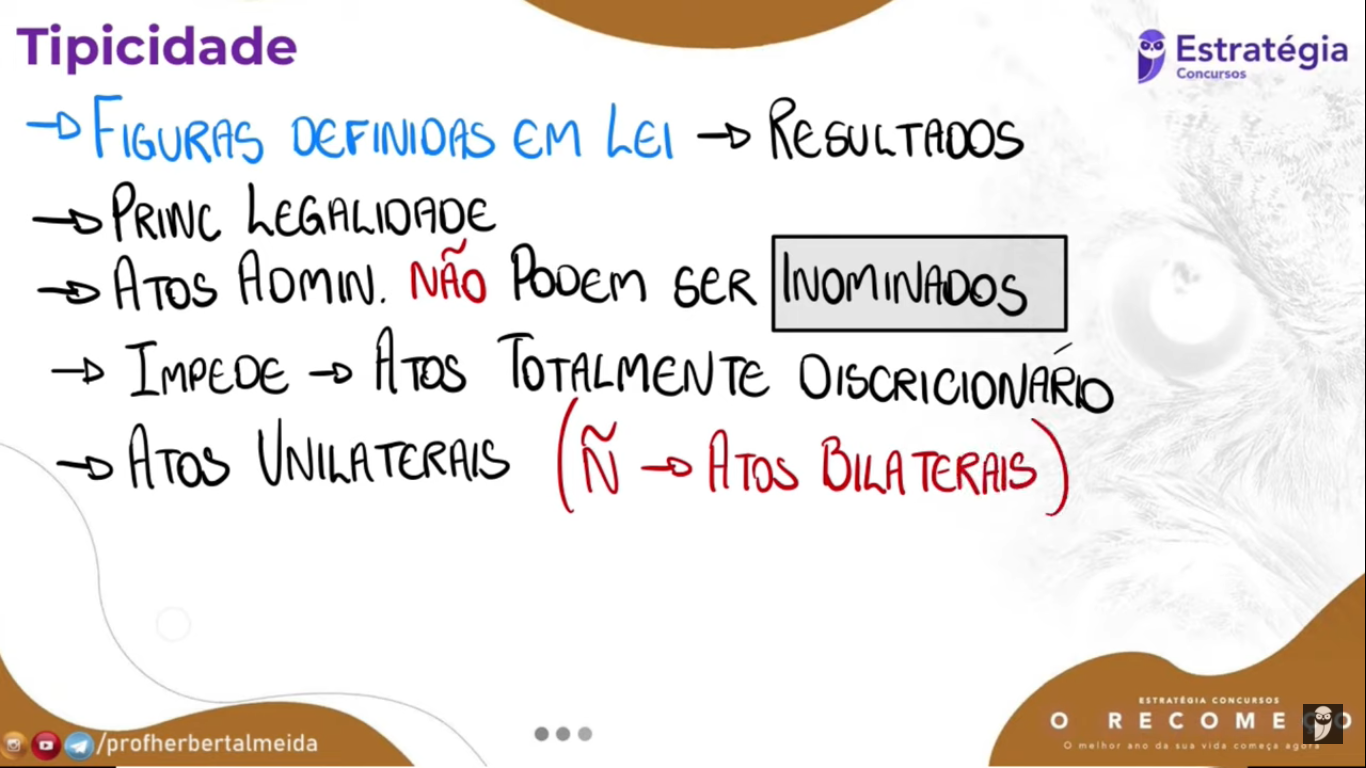 Tipicidade
Estratégia
Concursos
→ FIGURAS DEFINIDAS EM LEI → RESULTADOS
→ PRINC LEGALIDADE
→ ATOS ADMIN. NÃO PODEM SER INOMINADOS
→ IMPEDE → ATOS TOTALMENTE DISCRICIONÁRIO
→ ATOS UNILATERAIS (Ñ → ATOS BILATERAIS)
ESTRATÉGIA CONCURSOS
O RECOMEÇO
O melhor ano da sua vida começa agora
/profherbertalmeida